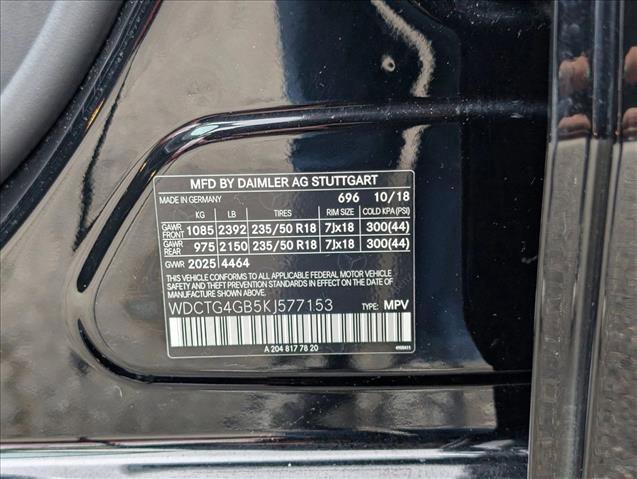 MFD BY DAIMLER AG STUTTGART
MADE IN GERMANY 696 10/18
KG LB TIRES RIM SIZE COLD KPA (PSI)
GAWR FRONT 1085 2392 235/50 R18 7Jx18 300(44)
GAWR REAR 975 2150 235/50 R18 7Jx18 300(44)
GVWR 2025 4464
THIS VEHICLE CONFORMS TO ALL APPLICABLE FEDERAL MOTOR VEHICLE
SAFETY AND THEFT PREVENTION STANDARDS IN EFFECT ON THE DATE
OF MANUFACTURE SHOWN ABOVE.
WDCTG4GB5KJ577153 TYPE: MPV
A 204 817 78 20